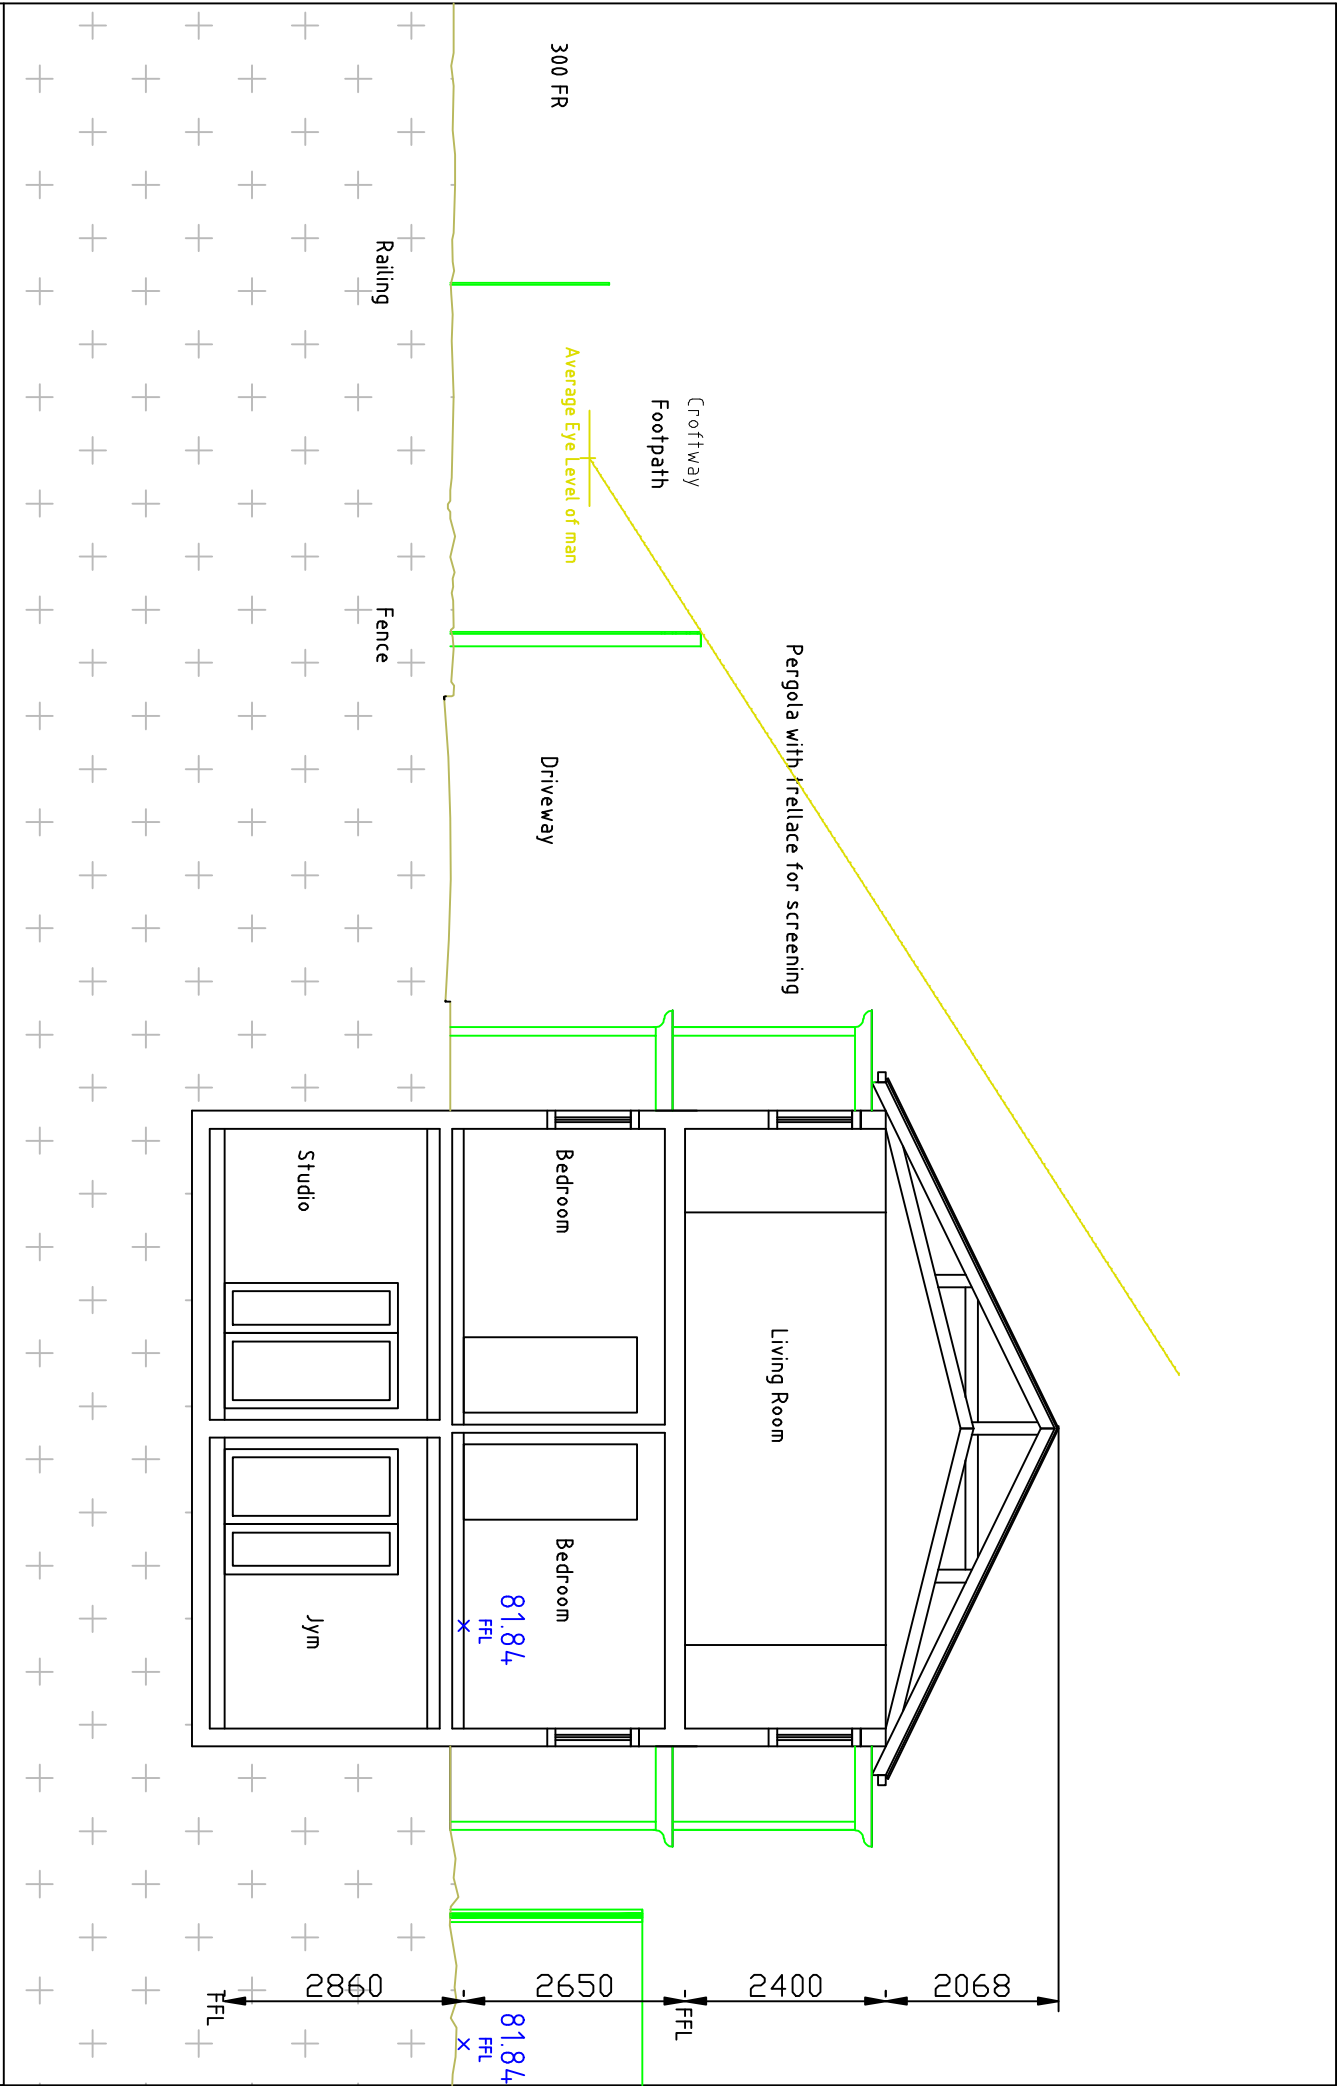 300 FR
Railing
Croftway
Footpath
Average Eye Level of man
Fence
Pergola with trellace for screening
Driveway
Living Room
Bedroom
Bedroom
Studio
Jym
81.84
FFL
2068
2400
2650
2860
FFL
FFL
81.84
FFL